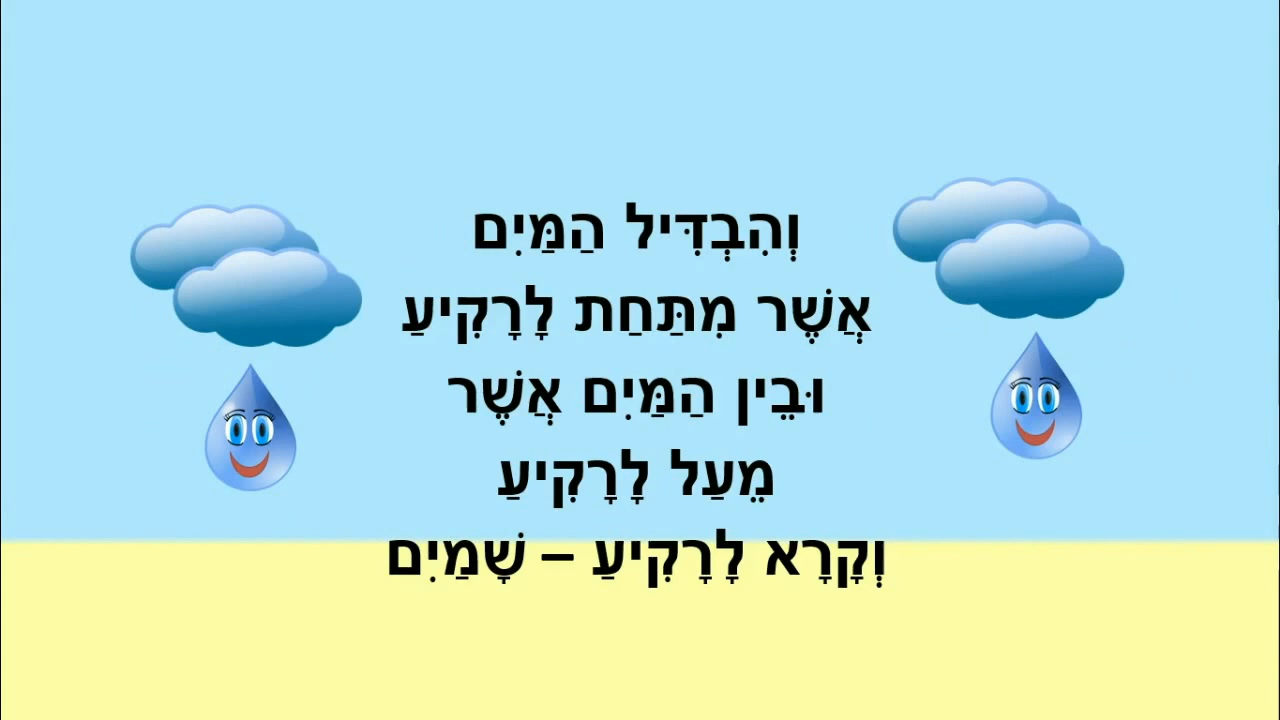 וְהִבְדִּיל הַמַּיִם
אֲשֶׁר מִתַּחַת לָרָקִיעַ
וּבֵין הַמַּיִם אֲשֶׁר
מֵעַל לָרָקִיעַ
וְקָרָא לָרָקִיעַ – שָׁמַיִם